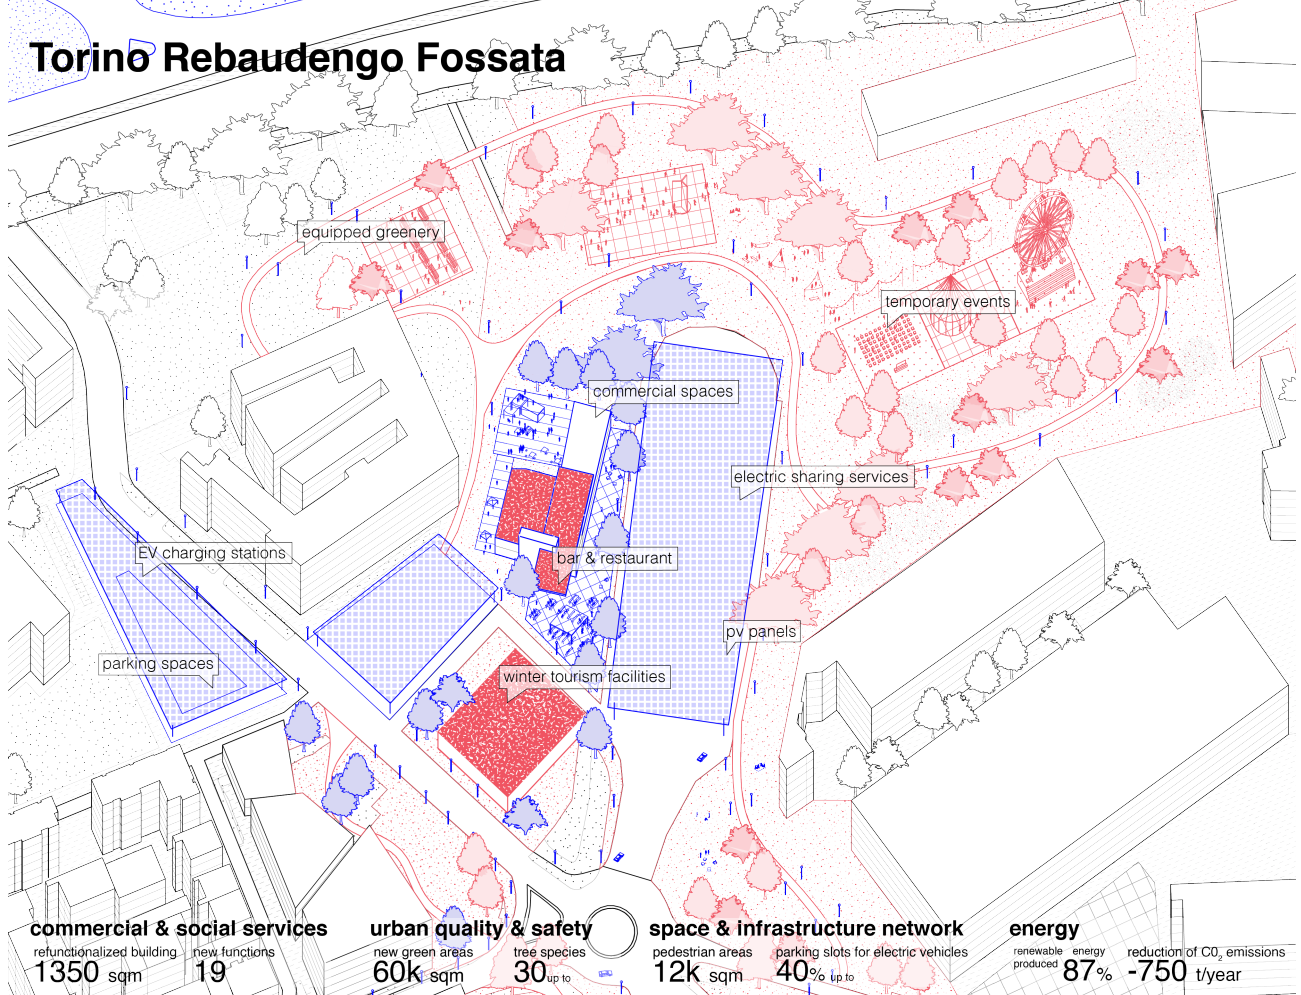 Torino Rebaudengo Fossata
equipped greenery
temporary events
commercial spaces
electric sharing services
EV charging stations
bar & restaurant
pv panels
parking spaces
winter tourism facilities
commercial & social services
refunctionalized building
1350 sqm
new functions
19
urban quality & safety
new green areas
60k sqm
tree species
30 up to
space & infrastructure network
pedestrian areas
12k sqm
parking slots for electric vehicles
40% up to
energy
renewable energy
produced 87%
reduction of C0₂ emissions
-750 t/year